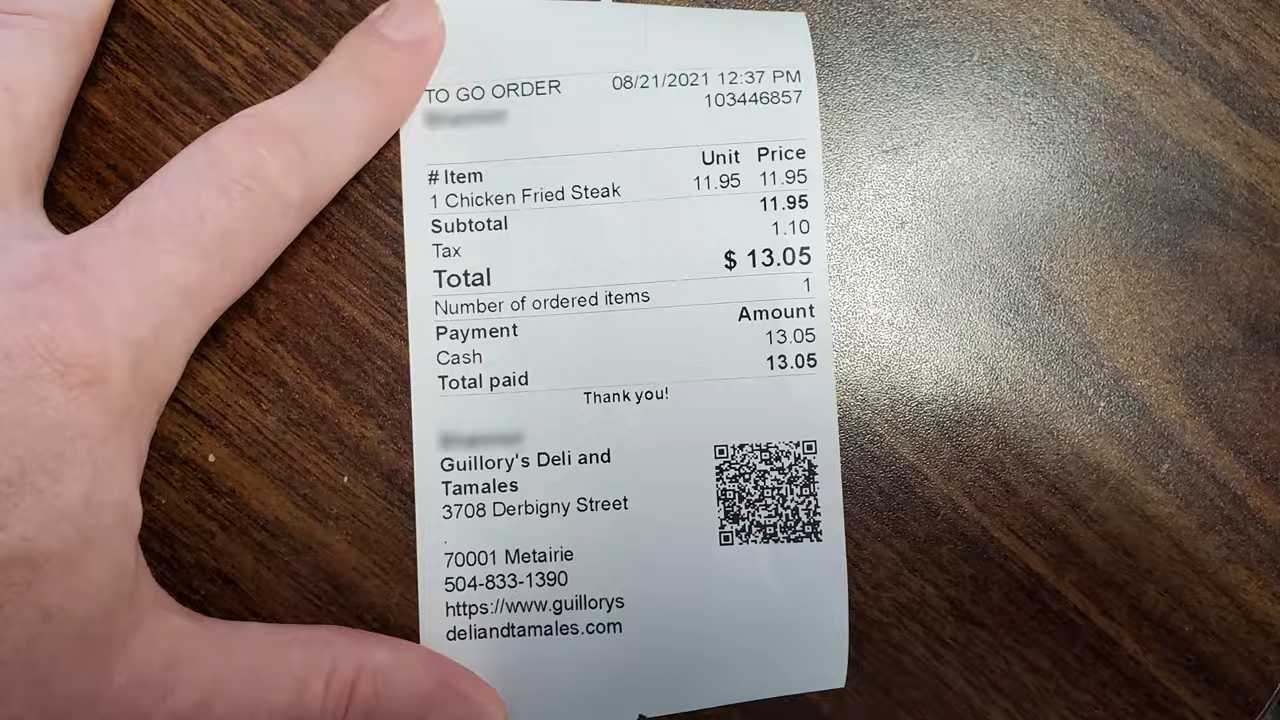 TO GO ORDER 08/21/2021 12:37 PM
103446857
# Item Unit Price
1 Chicken Fried Steak 11.95 11.95
Subtotal 11.95
Tax 1.10
Total $ 13.05
Number of ordered items 1
Payment Amount
Cash 13.05
Total paid 13.05
Thank you!
Guillory's Deli and
Tamales
3708 Derbigny Street
.
70001 Metairie
504-833-1390
https://www.guillorys
deliandtamales.com